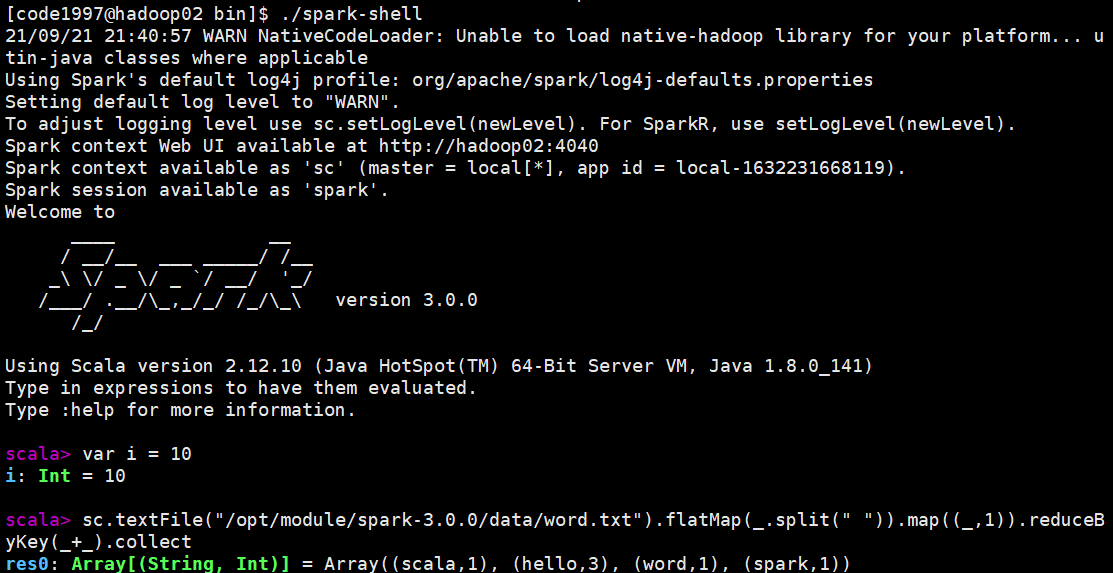 [code1997@hadoop02 bin]$ ./spark-shell
21/09/21 21:40:57 WARN NativeCodeLoader: Unable to load native-hadoop library for your platform... u
tin-java classes where applicable
Using Spark's default log4j profile: org/apache/spark/log4j-defaults.properties
Setting default log level to "WARN".
To adjust logging level use sc.setLogLevel(newLevel). For SparkR, use setLogLevel(newLevel).
Spark context Web UI available at http://hadoop02:4040
Spark context available as 'sc' (master = local[*], app id = local-1632231668119).
Spark session available as 'spark'.
Welcome to
      ____              __
     / __/__  ___ _____/ /__
    _\ \/ _ \/ _ `/ __/  '_/
   /___/ .__/\_,_/_/ /_/\_\   version 3.0.0
      /_/
Using Scala version 2.12.10 (Java HotSpot(TM) 64-Bit Server VM, Java 1.8.0_141)
Type in expressions to have them evaluated.
Type :help for more information.
scala> var i = 10
i: Int = 10
scala> sc.textFile("/opt/module/spark-3.0.0/data/word.txt").flatMap(_.split(" ")).map((_,1)).reduceB
yKey(_+_).collect
res0: Array[(String, Int)] = Array((scala,1), (hello,3), (word,1), (spark,1))